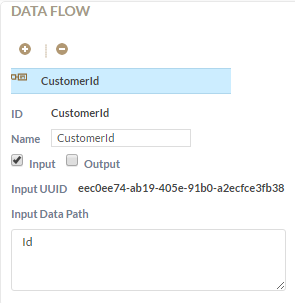 DATA FLOW
CustomerId
ID CustomerId
Name CustomerId
Input Output
Input UUID eec0ee74-ab19-405e-91b0-a2ecfce3fb38
Input Data Path
Id